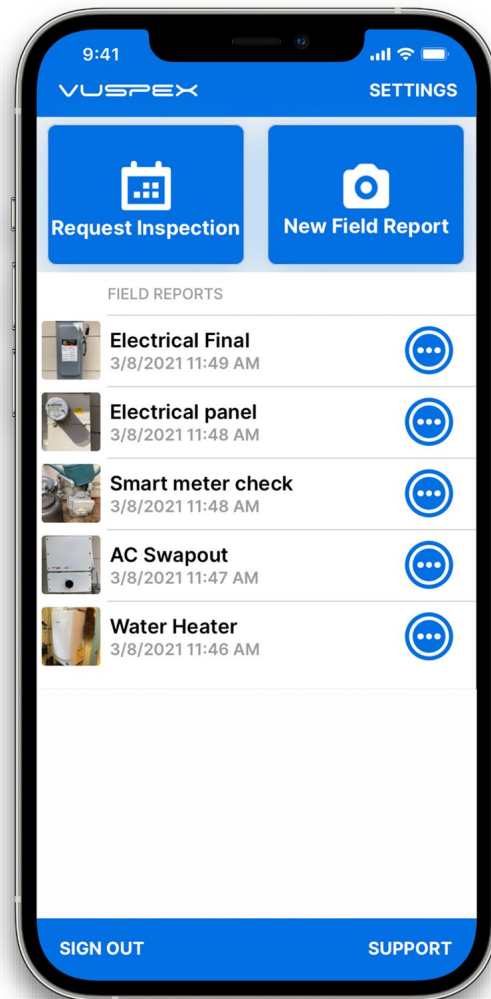 9:41
VUSPEX
SETTINGS
Request Inspection
New Field Report
FIELD REPORTS
Electrical Final
3/8/2021 11:49 AM
Electrical panel
3/8/2021 11:48 AM
Smart meter check
3/8/2021 11:48 AM
AC Swapout
3/8/2021 11:47 AM
Water Heater
3/8/2021 11:46 AM
SIGN OUT
SUPPORT